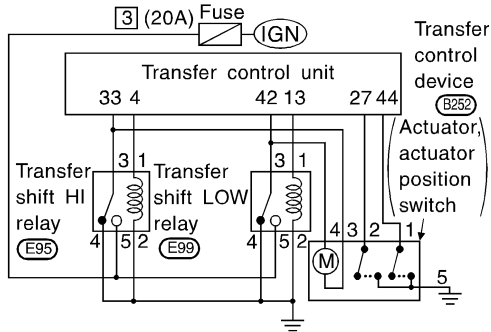 3 (20A) Fuse
IGN
Transfer control unit
33 4 42 13 27 44
Transfer
control
device
B252
(Actuator,
actuator
position
switch)
3 1 3 1
Transfer
shift HI
relay
E95
Transfer
shift LOW
relay
E99
4 5 2 4 5 2
4 3 2 1
M
5